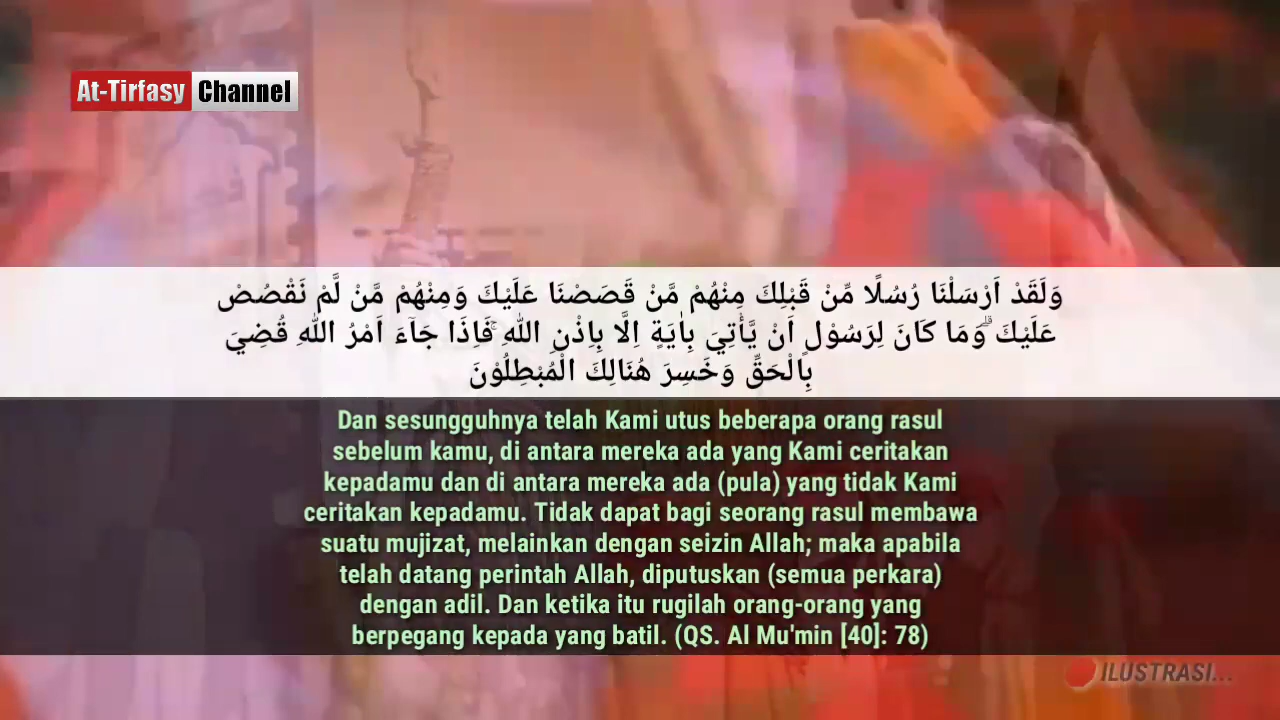 At-Tirfasy Channel
وَلَقَدْ اَرْسَلْنَا رُسُلًا مِّنْ قَبْلِكَ مِنْهُمْ مَّنْ قَصَصْنَا عَلَيْكَ وَمِنْهُمْ مَّنْ لَّمْ نَقْصُصْ
عَلَيْكَ ۗوَمَا كَانَ لِرَسُوْلٍ اَنْ يَّأْتِيَ بِاٰيَةٍ اِلَّا بِاِذْنِ اللّٰهِ ۚفَاِذَا جَاۤءَ اَمْرُ اللّٰهِ قُضِيَ
بِالْحَقِّ وَخَسِرَ هُنَالِكَ الْمُبْطِلُوْنَ
Dan sesungguhnya telah Kami utus beberapa orang rasul
sebelum kamu, di antara mereka ada yang Kami ceritakan
kepadamu dan di antara mereka ada (pula) yang tidak Kami
ceritakan kepadamu. Tidak dapat bagi seorang rasul membawa
suatu mujizat, melainkan dengan seizin Allah; maka apabila
telah datang perintah Allah, diputuskan (semua perkara)
dengan adil. Dan ketika itu rugilah orang-orang yang
berpegang kepada yang batil. (QS. Al Mu'min [40]: 78)
ILUSTRASI...